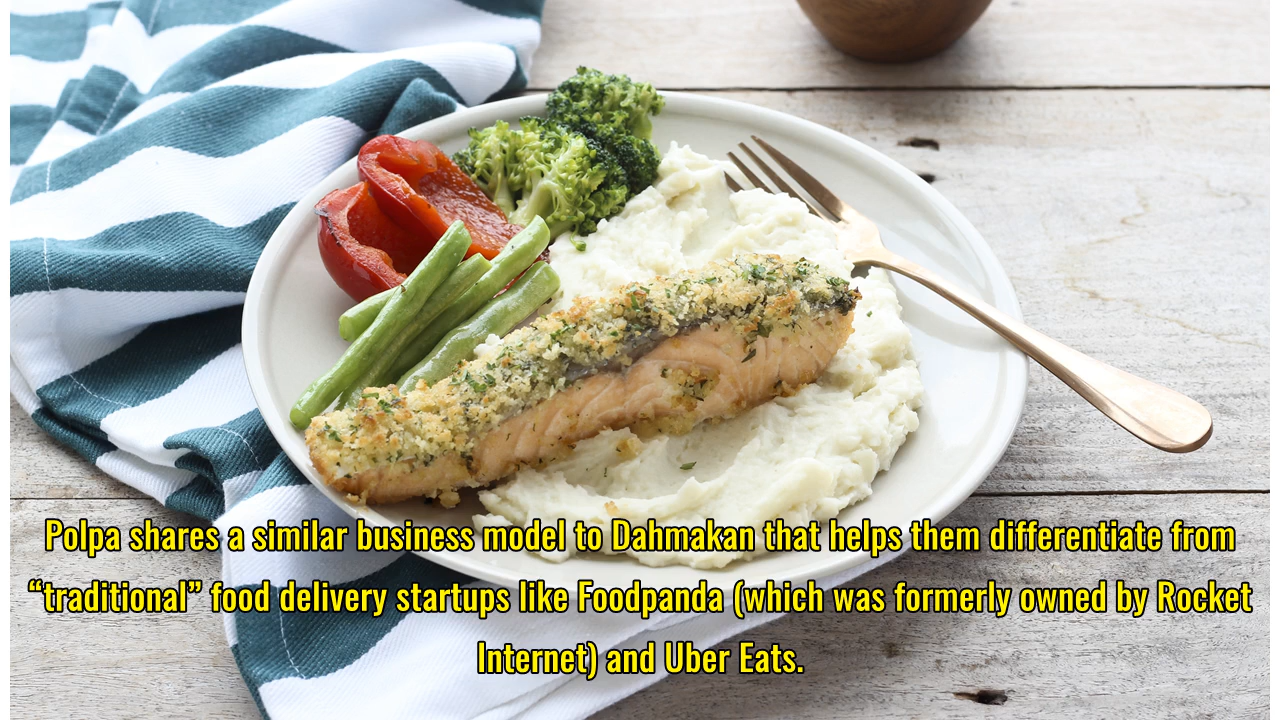 Polpa shares a similar business model to Dahmakan that helps them differentiate from
“traditional” food delivery startups like Foodpanda (which was formerly owned by Rocket
Internet) and Uber Eats.